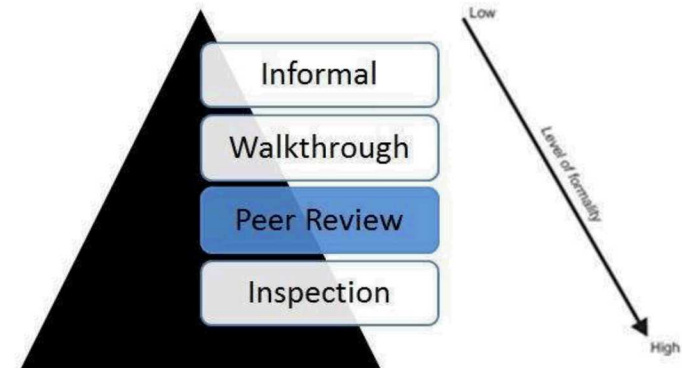 Low
Informal
Walkthrough
Level of formality
Peer Review
Inspection
High